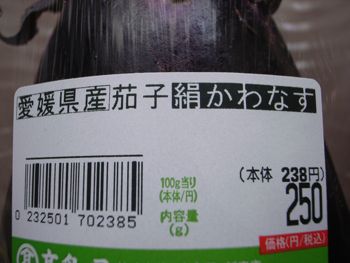 愛媛県産茄子絹かわなす
100g当り
(本体/円)
(本体 238円)
内容量
(g)
250
価格(円/税込)
0 232501 702385